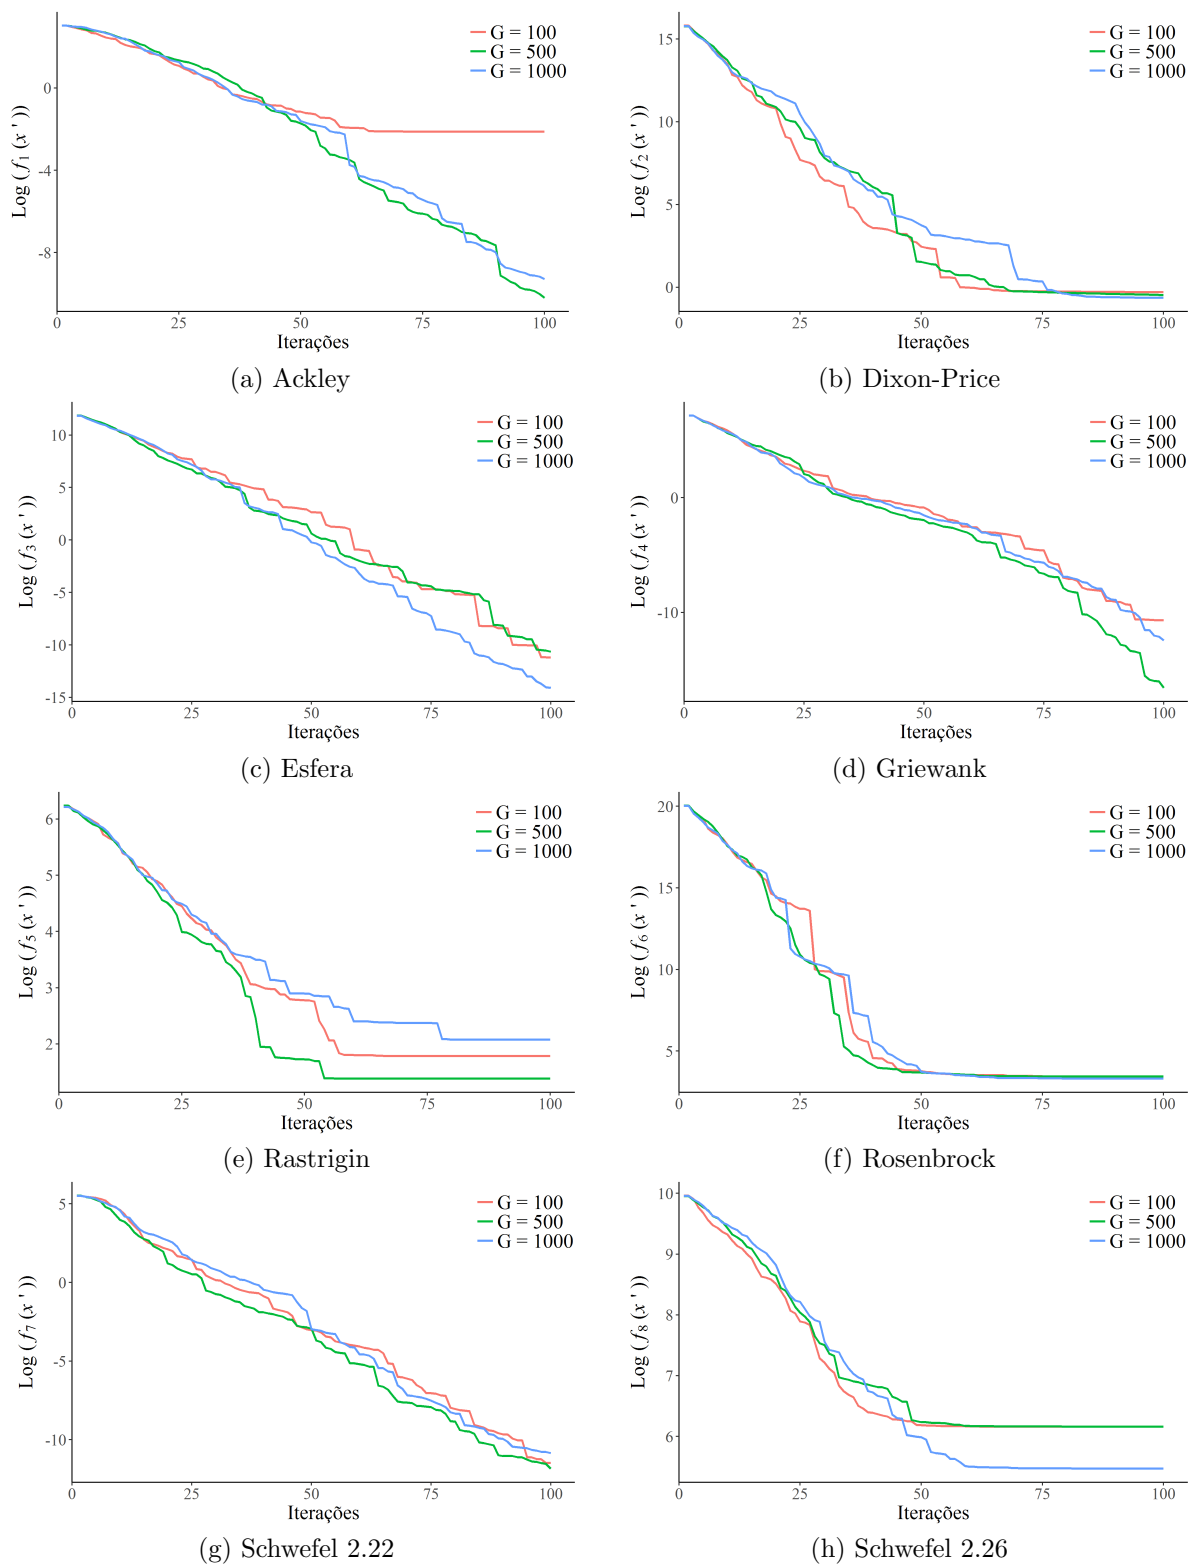 G = 100
G = 500
G = 1000
0
-4
-8
Log ( f1 ( x ' ))
0 25 50 75 100
Iterações
(a) Ackley
G = 100
G = 500
G = 1000
15
10
5
0
Log ( f2 ( x ' ))
0 25 50 75 100
Iterações
(b) Dixon-Price
G = 100
G = 500
G = 1000
10
5
0
-5
-10
-15
Log ( f3 ( x ' ))
0 25 50 75 100
Iterações
(c) Esfera
G = 100
G = 500
G = 1000
0
-10
Log ( f4 ( x ' ))
0 25 50 75 100
Iterações
(d) Griewank
G = 100
G = 500
G = 1000
6
5
4
3
2
Log ( f5 ( x ' ))
0 25 50 75 100
Iterações
(e) Rastrigin
G = 100
G = 500
G = 1000
20
15
10
5
Log ( f6 ( x ' ))
0 25 50 75 100
Iterações
(f) Rosenbrock
G = 100
G = 500
G = 1000
5
0
-5
-10
Log ( f7 ( x ' ))
0 25 50 75 100
Iterações
(g) Schwefel 2.22
G = 100
G = 500
G = 1000
10
9
8
7
6
Log ( f8 ( x ' ))
0 25 50 75 100
Iterações
(h) Schwefel 2.26